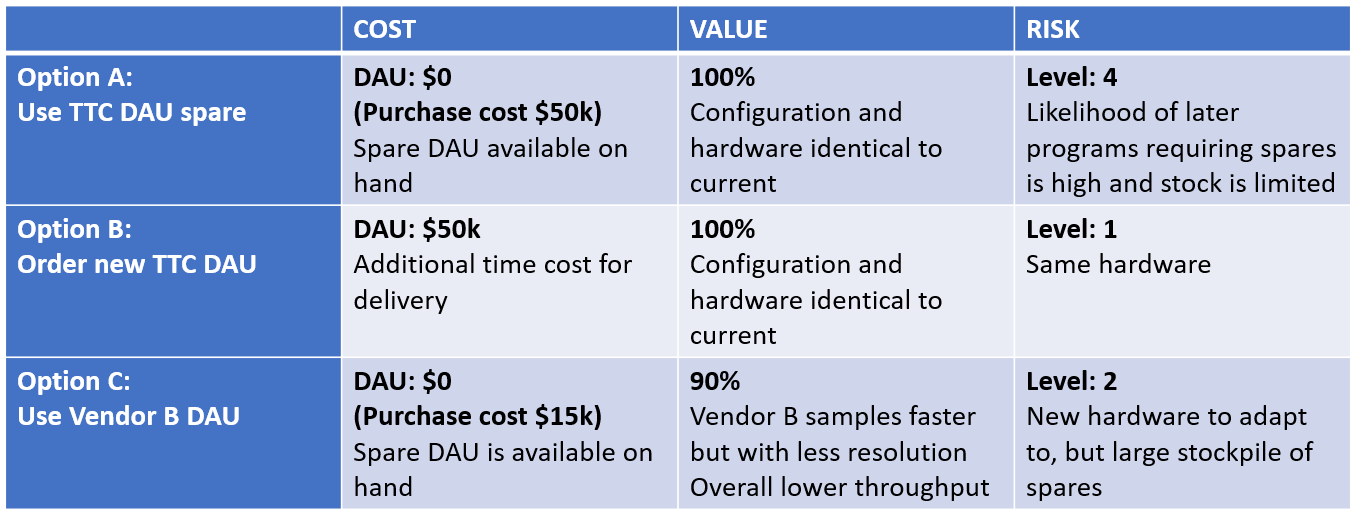 COST
VALUE
RISK
Option A:
Use TTC DAU spare
DAU: $0
(Purchase cost $50k)
Spare DAU available on
hand
100%
Configuration and
hardware identical to
current
Level: 4
Likelihood of later
programs requiring spares
is high and stock is limited
Option B:
Order new TTC DAU
DAU: $50k
Additional time cost for
delivery
100%
Configuration and
hardware identical to
current
Level: 1
Same hardware
Option C:
Use Vendor B DAU
DAU: $0
(Purchase cost $15k)
Spare DAU is available on
hand
90%
Vendor B samples faster
but with less resolution
Overall lower throughput
Level: 2
New hardware to adapt
to, but large stockpile of
spares